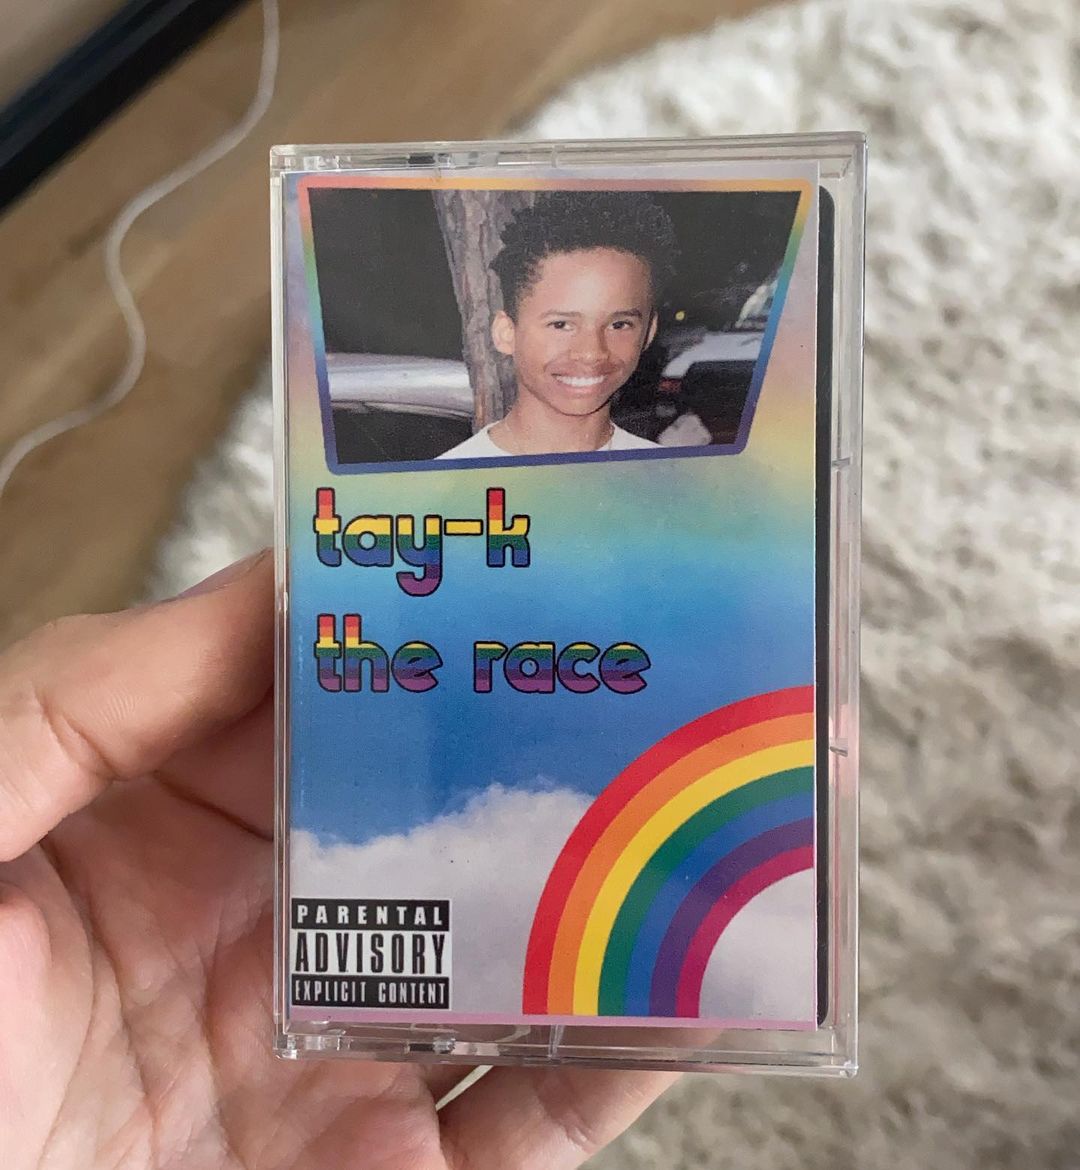 tay-k
the race
PARENTAL
ADVISORY
EXPLICIT CONTENT